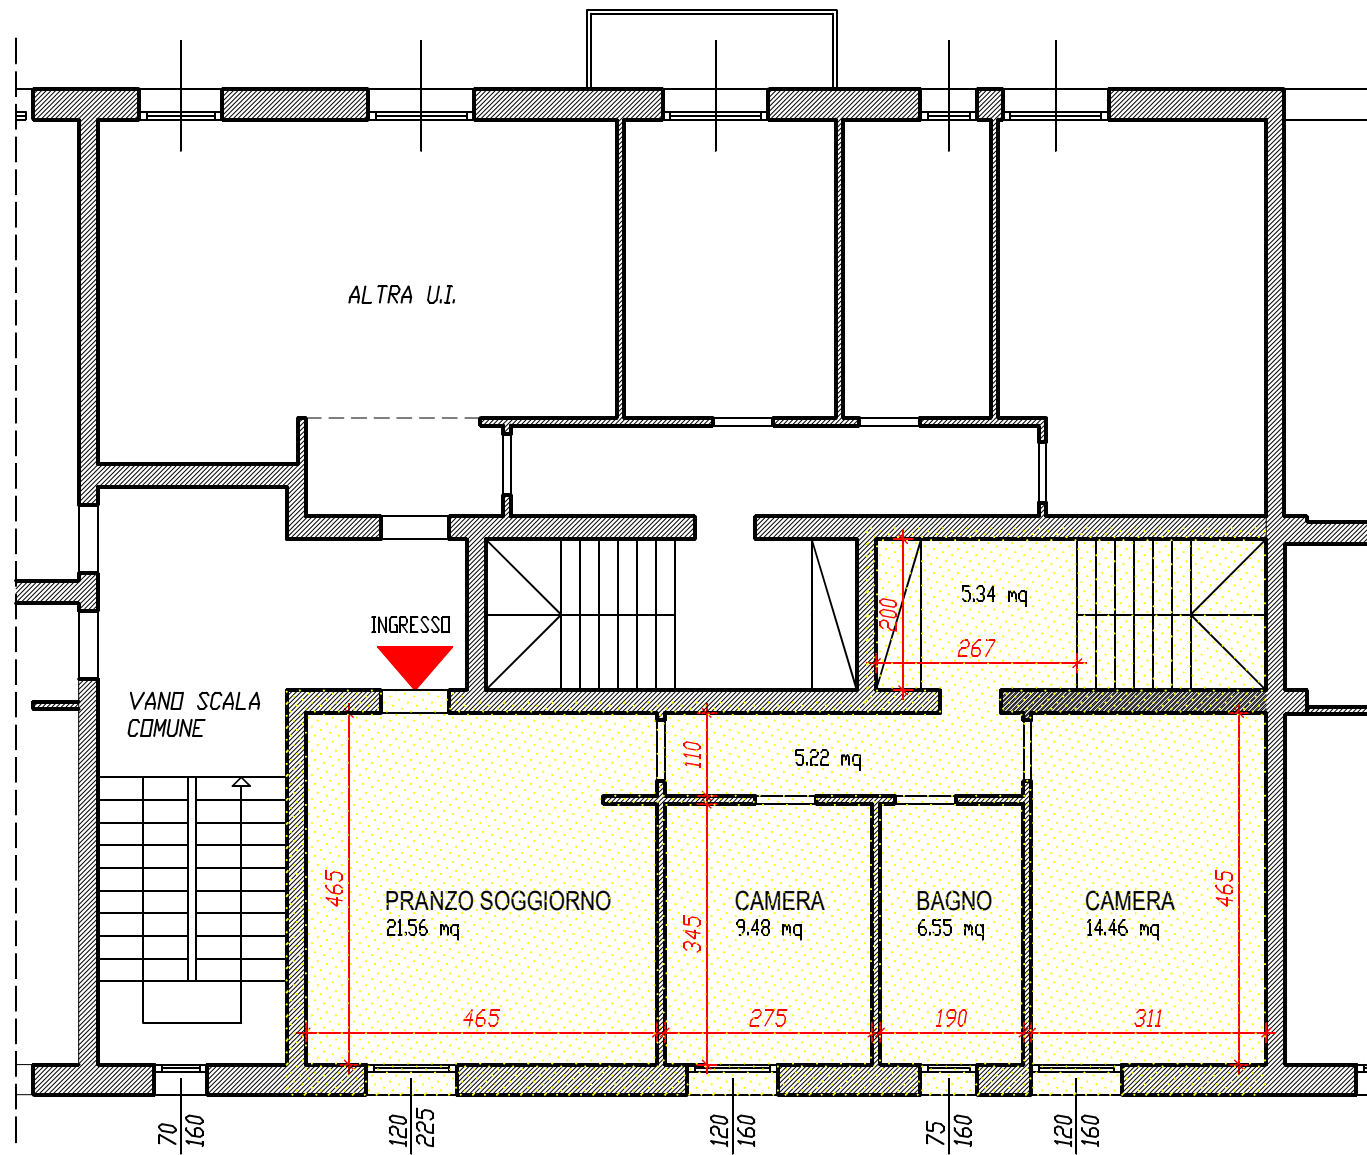 ALTRA U.I.
INGRESSO
5.34 mq
200
267
VANO SCALA
COMUNE
110
5.22 mq
465
PRANZO SOGGIORNO
21.56 mq
345
CAMERA
9.48 mq
BAGNO
6.55 mq
CAMERA
14.46 mq
465
465
275
190
311
70
160
120
225
120
160
75
160
120
160